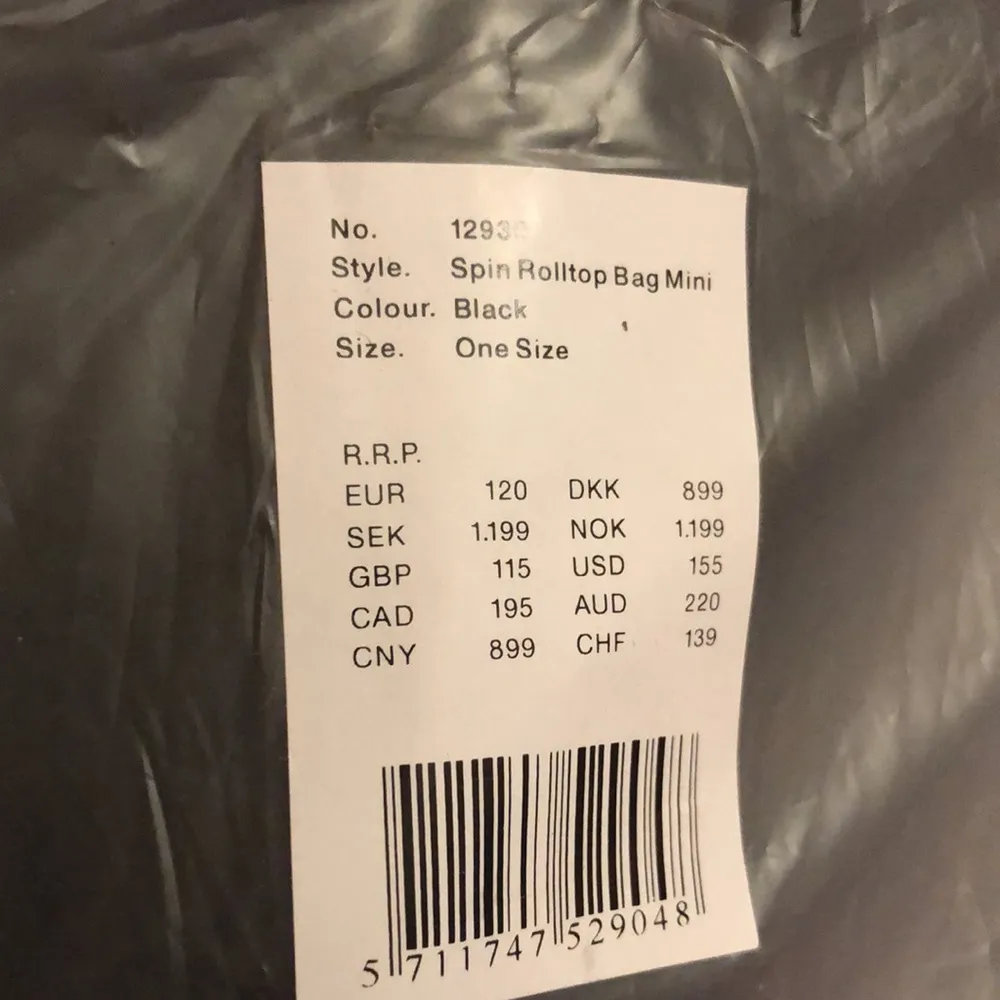 No. 1293
Style. Spin Rolltop Bag Mini
Colour. Black
Size. One Size
R.R.P.
EUR 120 DKK 899
SEK 1.199 NOK 1.199
GBP 115 USD 155
CAD 195 AUD 220
CNY 899 CHF 139
5 711747 529048